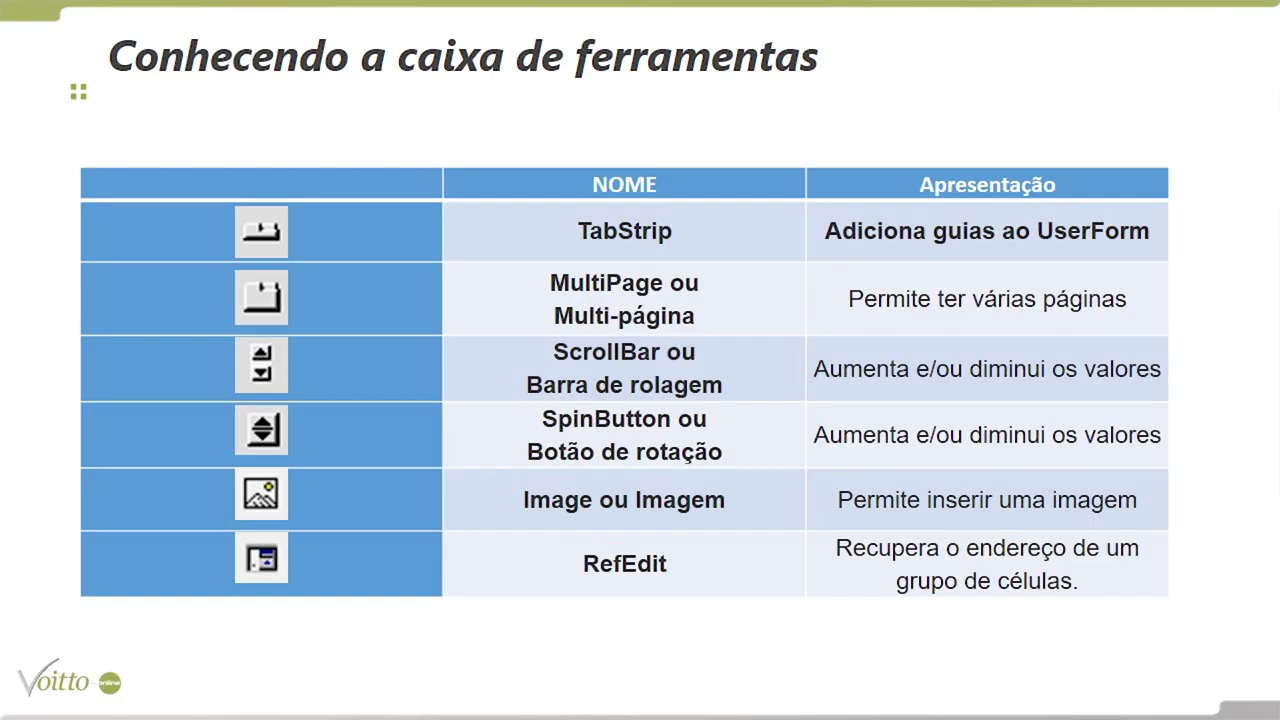 Conhecendo a caixa de ferramentas
NOME
Apresentação
TabStrip
Adiciona guias ao UserForm
MultiPage ou
Multi-página
Permite ter várias páginas
ScrollBar ou
Barra de rolagem
Aumenta e/ou diminui os valores
SpinButton ou
Botão de rotação
Aumenta e/ou diminui os valores
Image ou Imagem
Permite inserir uma imagem
RefEdit
Recupera o endereço de um
grupo de células.
Voitto online